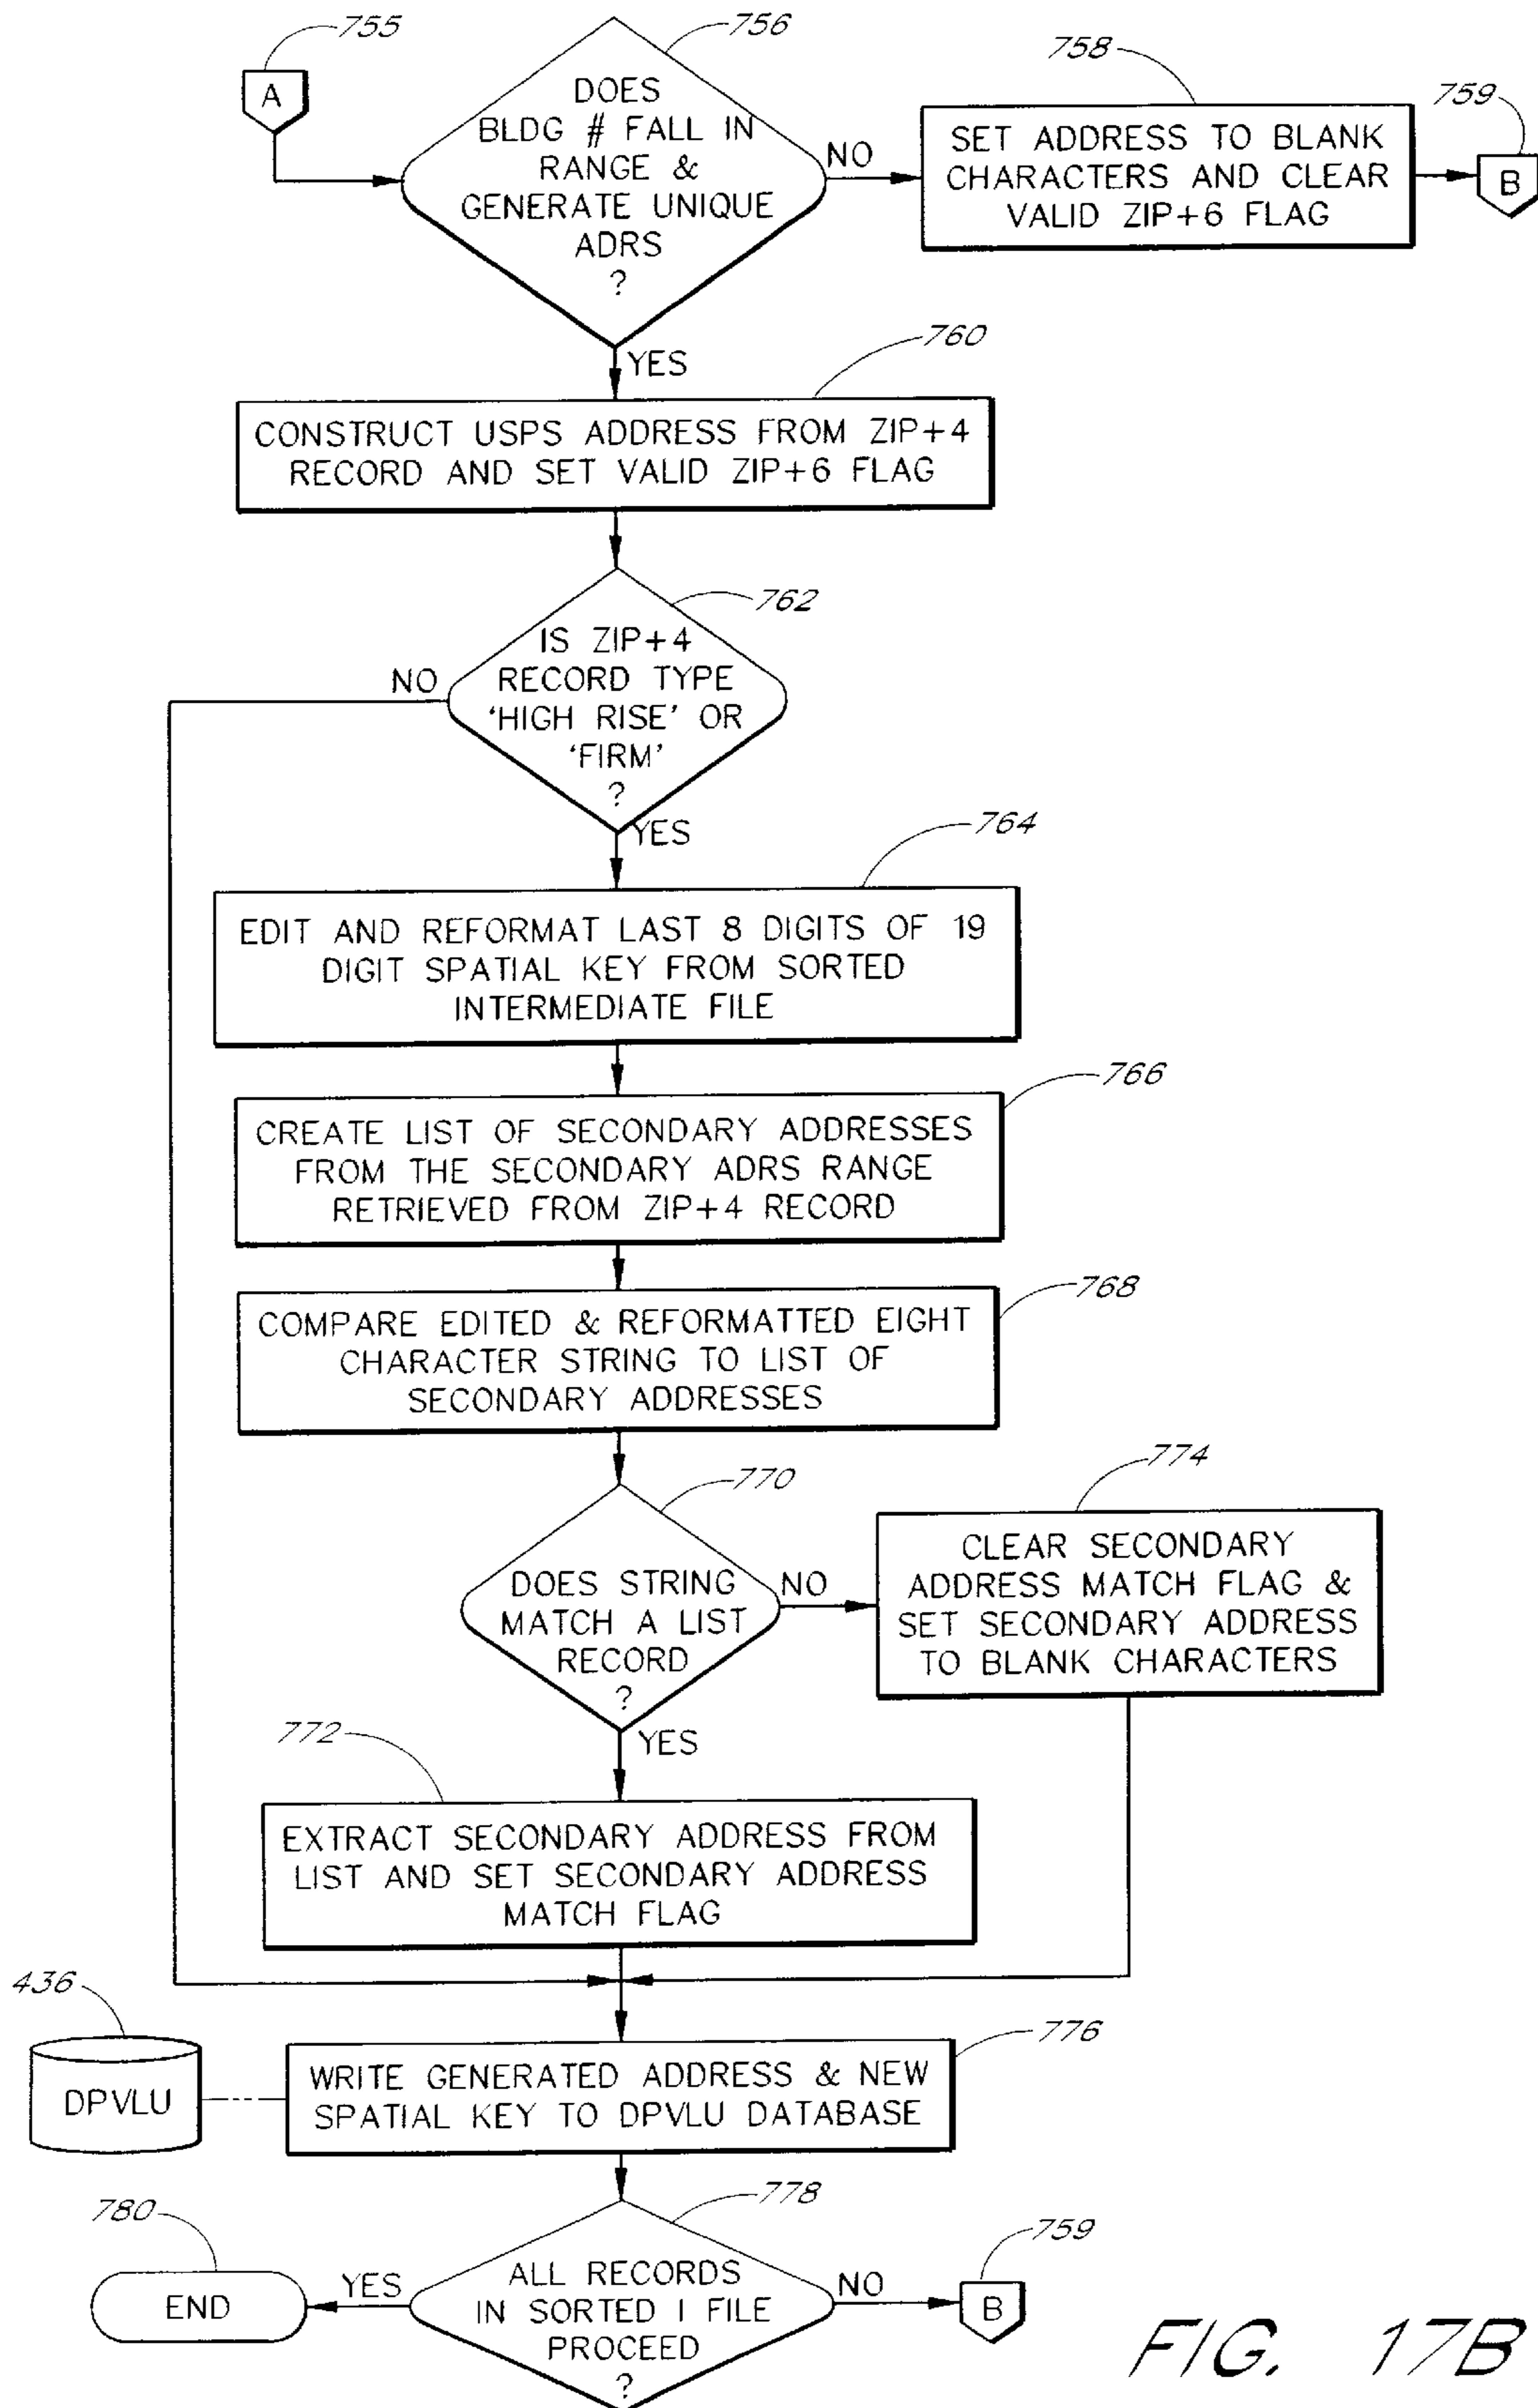 755
A
756
DOES
BLDG # FALL IN
RANGE &
GENERATE UNIQUE
ADRS
?
NO
758
SET ADDRESS TO BLANK
CHARACTERS AND CLEAR
VALID ZIP+6 FLAG
759
B
YES
760
CONSTRUCT USPS ADDRESS FROM ZIP+4
RECORD AND SET VALID ZIP+6 FLAG
762
IS ZIP+4
RECORD TYPE
‘HIGH RISE’ OR
‘FIRM’
?
NO
YES
764
EDIT AND REFORMAT LAST 8 DIGITS OF 19
DIGIT SPATIAL KEY FROM SORTED
INTERMEDIATE FILE
766
CREATE LIST OF SECONDARY ADDRESSES
FROM THE SECONDARY ADRS RANGE
RETRIEVED FROM ZIP+4 RECORD
768
COMPARE EDITED & REFORMATTED EIGHT
CHARACTER STRING TO LIST OF
SECONDARY ADDRESSES
770
DOES STRING
MATCH A LIST
RECORD
?
NO
774
CLEAR SECONDARY
ADDRESS MATCH FLAG &
SET SECONDARY ADDRESS
TO BLANK CHARACTERS
YES
772
EXTRACT SECONDARY ADDRESS FROM
LIST AND SET SECONDARY ADDRESS
MATCH FLAG
436
DPVLU
776
WRITE GENERATED ADDRESS & NEW
SPATIAL KEY TO DPVLU DATABASE
778
ALL RECORDS
IN SORTED I FILE
PROCEED
?
YES
780
END
NO
759
B
FIG. 17B